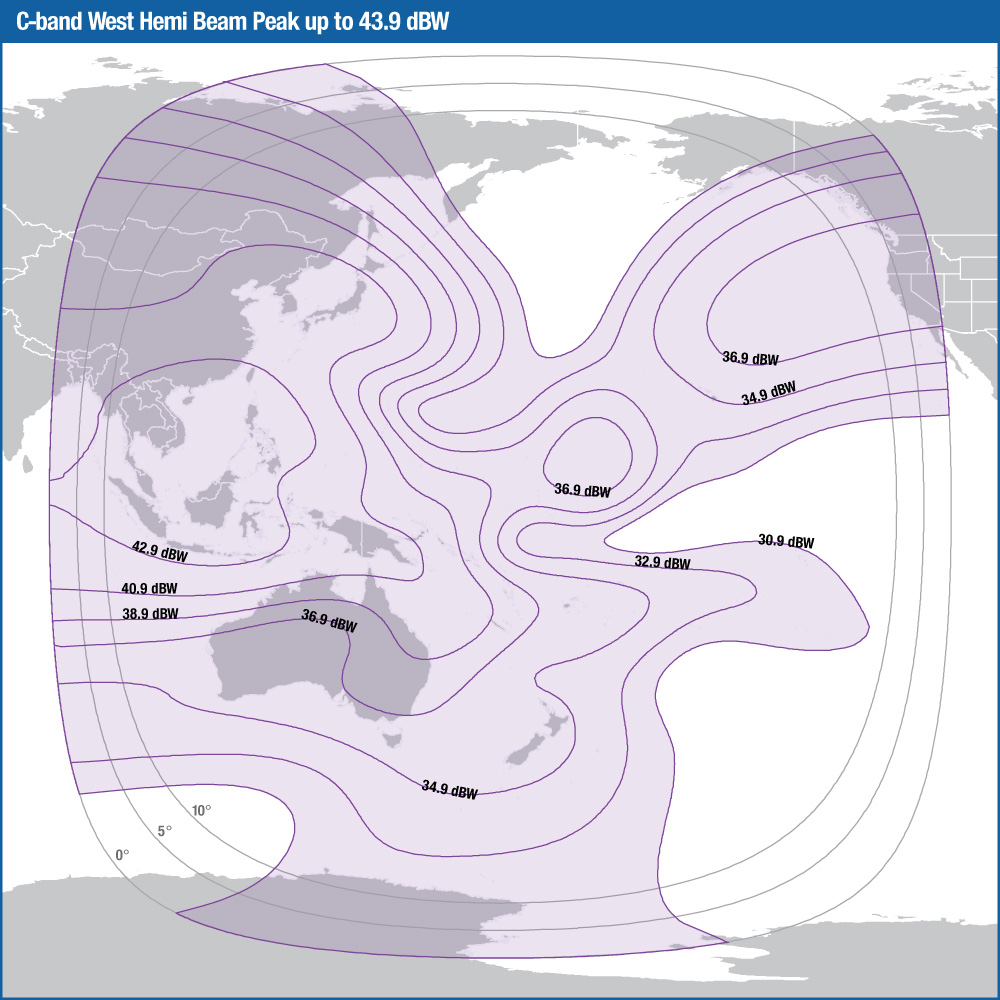 C-band West Hemi Beam Peak up to 43.9 dBW
36.9 dBW
34.9 dBW
36.9 dBW
30.9 dBW
42.9 dBW
32.9 dBW
40.9 dBW
38.9 dBW
36.9 dBW
34.9 dBW
10°
5°
0°